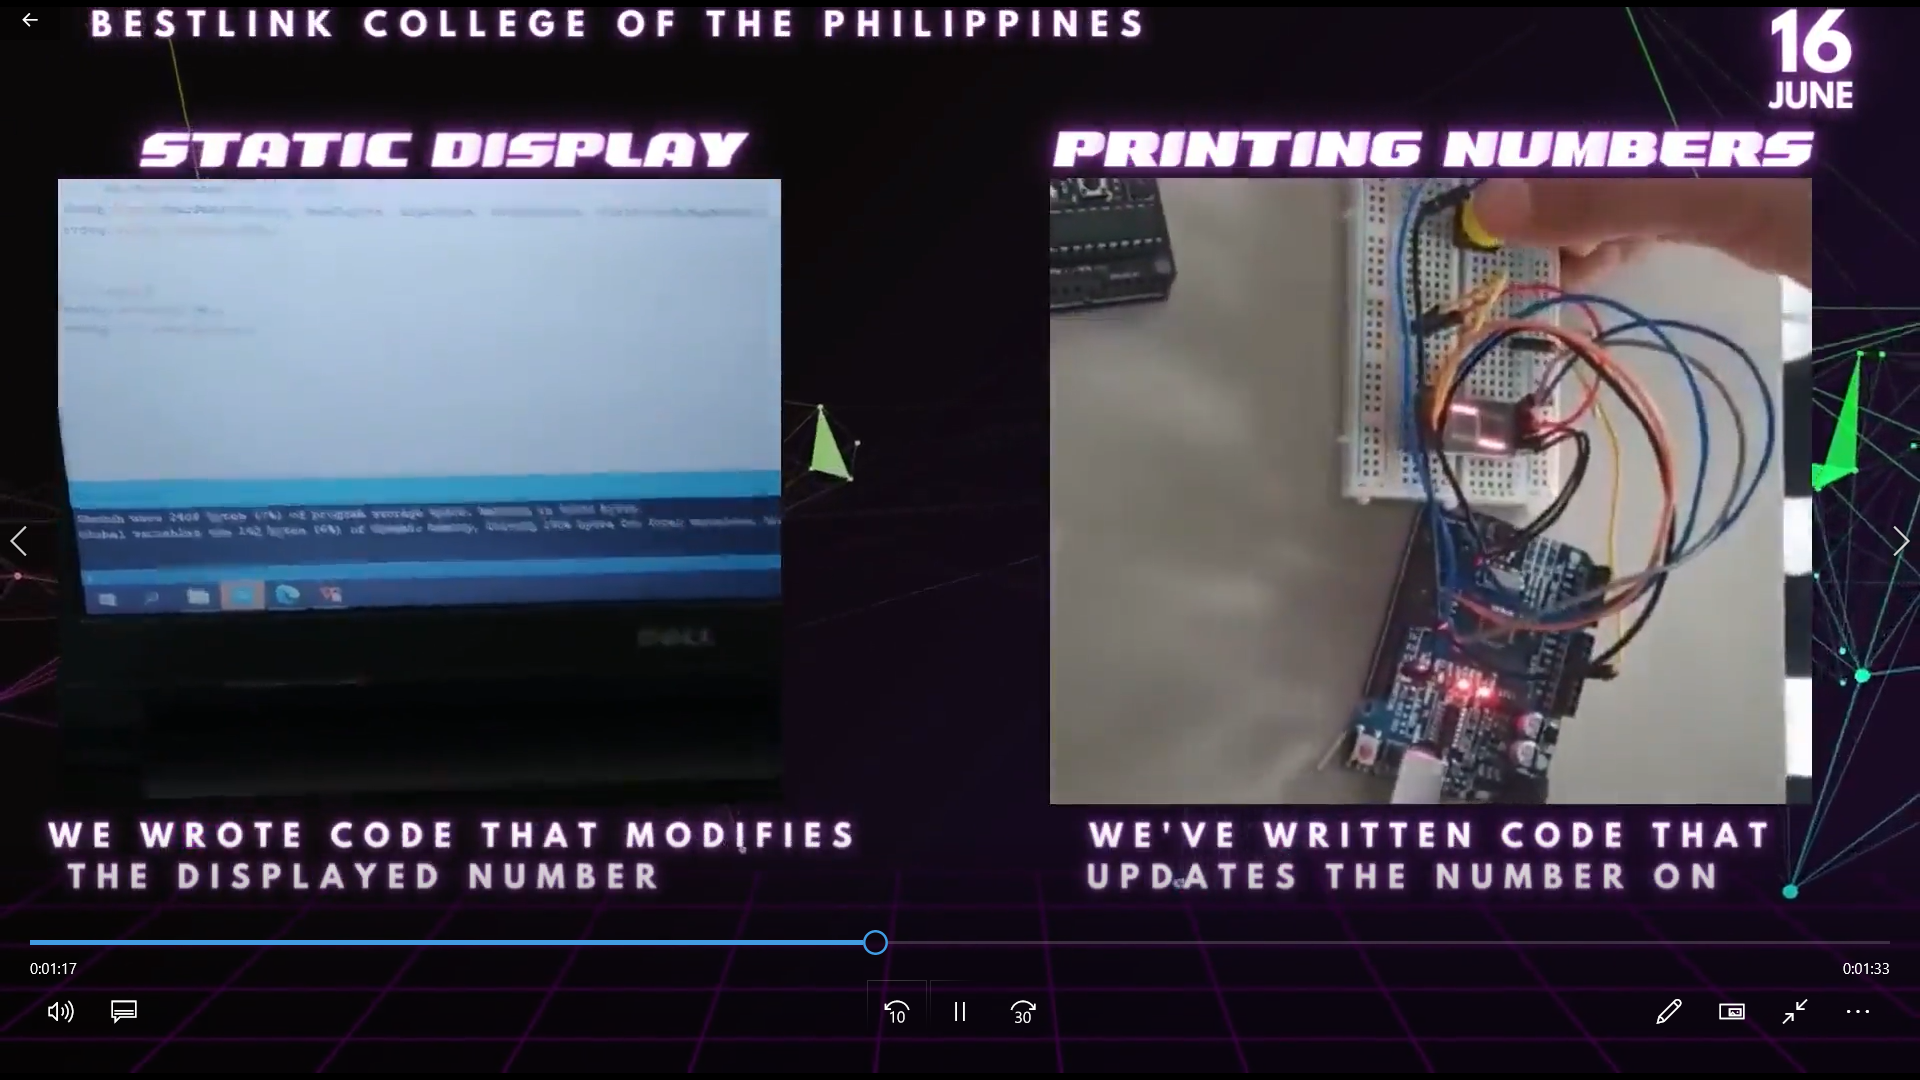 BESTLINK COLLEGE OF THE PHILIPPINES
16
JUNE
STATIC DISPLAY
PRINTING NUMBERS
DELL
WE WROTE CODE THAT MODIFIES
THE DISPLAYED NUMBER
WE'VE WRITTEN CODE THAT
UPDATES THE NUMBER ON
0:01:17
0:01:33
10
30